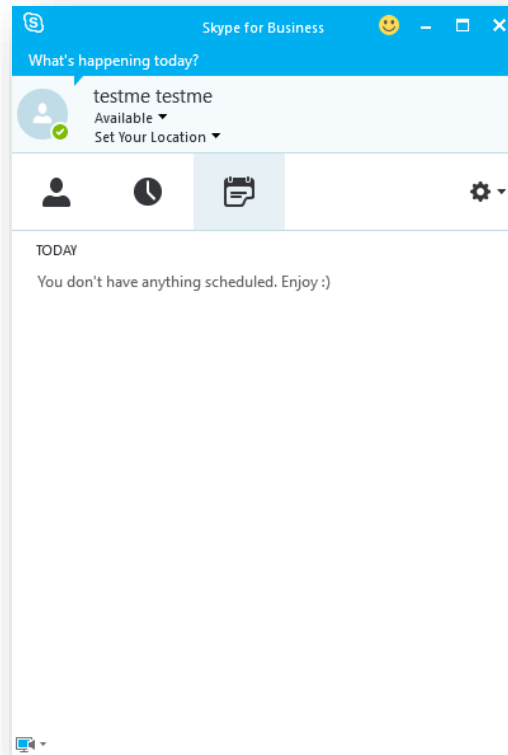 Skype for Business
What's happening today?
testme testme
Available
Set Your Location
TODAY
You don't have anything scheduled. Enjoy :)